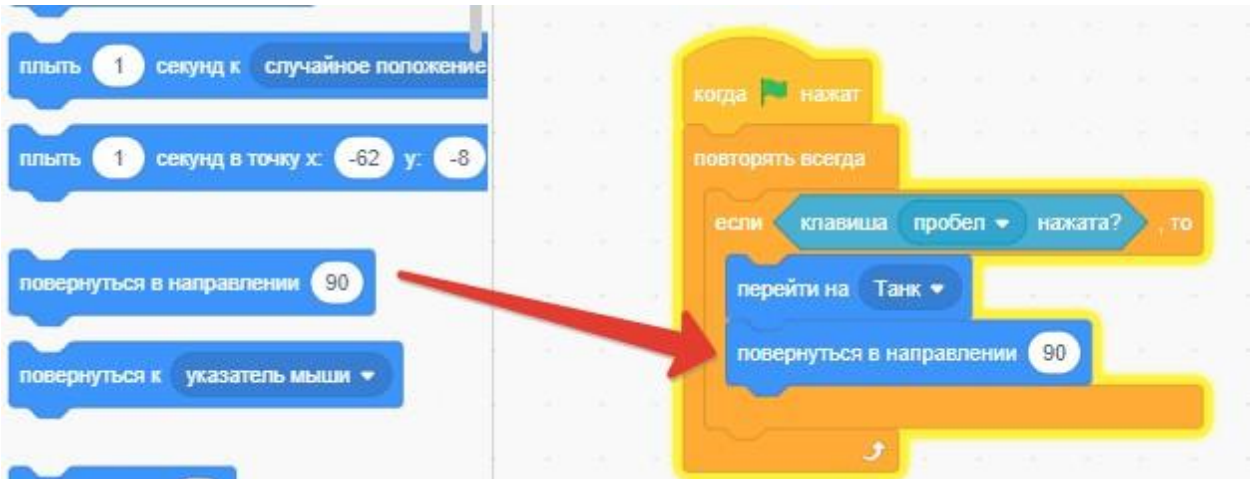 плыть 1 секунд к случайное положение
плыть 1 секунд в точку x: -62 y: -8
повернуться в направлении 90
повернуться к указатель мыши
когда нажат
повторять всегда
если клавиша пробел нажата? , то
перейти на Танк
повернуться в направлении 90